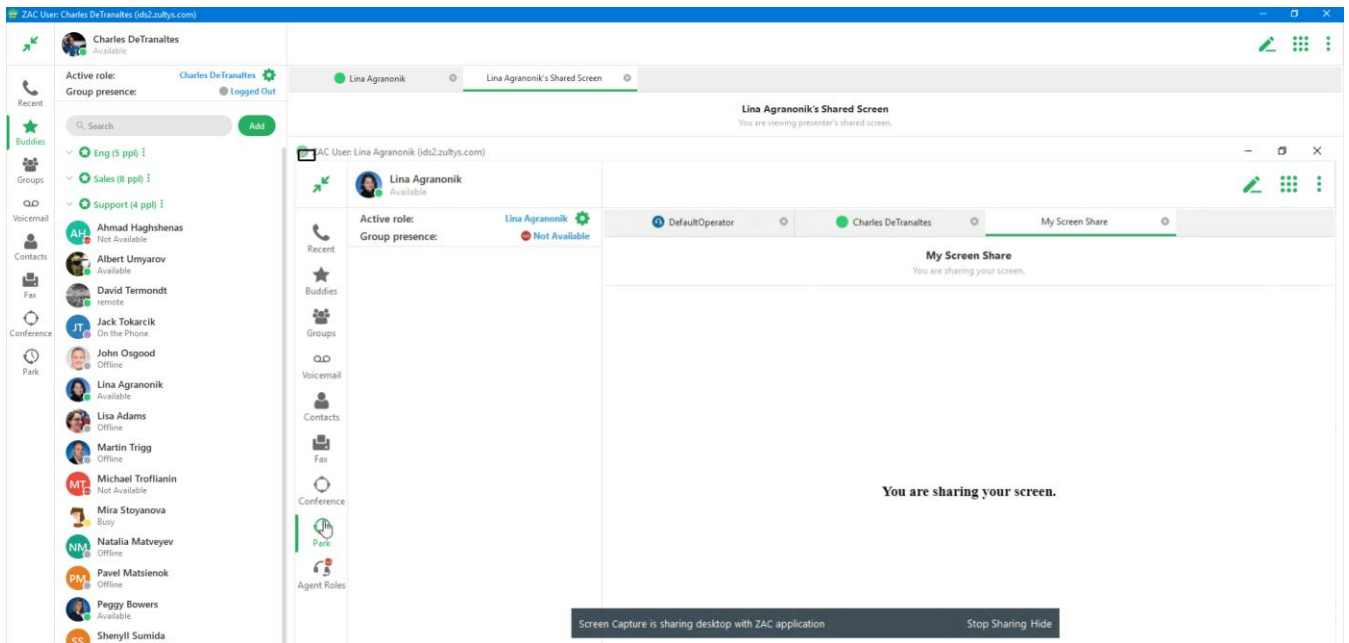 ZAC User: Charles DeTranaltes (ids2.zultys.com)
Charles DeTranaltes
Available
Active role: Charles DeTranaltes
Group presence: Logged Out
Search Add
Recent
Buddies
Groups
Voicemail
Contacts
Fax
Conference
Park
Eng (5 ppl)
Sales (8 ppl)
Support (4 ppl)
AH Ahmad Haghshenas
Not Available
Albert Umyarov
Available
David Termondt
remote
JT Jack Tokarcik
On the Phone
John Osgood
Offline
Lina Agranonik
Available
Lisa Adams
Offline
Martin Trigg
Offline
MT Michael Troflianin
Not Available
Mira Stoyanova
Busy
NM Natalia Matveyev
Offline
PM Pavel Matsienok
Offline
Peggy Bowers
Available
SS Shenyll Sumida
Lina Agranonik Lina Agranonik's Shared Screen
Lina Agranonik's Shared Screen
You are viewing presenter's shared screen.
ZAC User: Lina Agranonik (ids2.zultys.com)
Lina Agranonik
Available
Active role: Lina Agranonik
Group presence: Not Available
Recent
Buddies
Groups
Voicemail
Contacts
Fax
Conference
Park
Agent Roles
DefaultOperator Charles DeTranaltes My Screen Share
My Screen Share
You are sharing your screen.
You are sharing your screen.
Screen Capture is sharing desktop with ZAC application Stop Sharing Hide